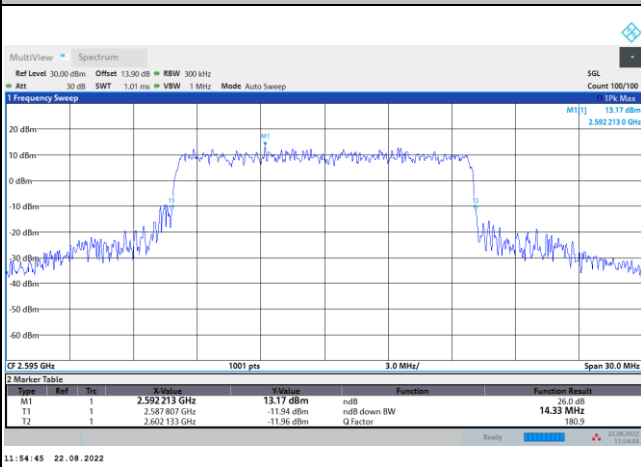 MultiView Spectrum
Ref Level 30.00 dBm Offset 13.90 dB RBW 300 kHz SGL
Att 30 dB SWT 1.01 ms VBW 1 MHz Mode Auto Sweep Count 100/100
1 Frequency Sweep 1Pk Max
M1[1] 13.17 dBm
2.592 213 0 GHz
M1
20 dBm
10 dBm
0 dBm
-10 dBm
T1 T2
-20 dBm
-30 dBm
-40 dBm
-50 dBm
-60 dBm
CF 2.595 GHz 1001 pts 3.0 MHz/ Span 30.0 MHz
2 Marker Table
Type Ref Trc X-Value Y-Value Function Function Result
M1 1 2.592 213 GHz 13.17 dBm ndB 26.0 dB
T1 1 2.587 807 GHz -11.94 dBm ndB down BW 14.33 MHz
T2 1 2.602 133 GHz -11.96 dBm Q Factor 180.9
Ready 22.08.2022
11:54:44
11:54:45 22.08.2022